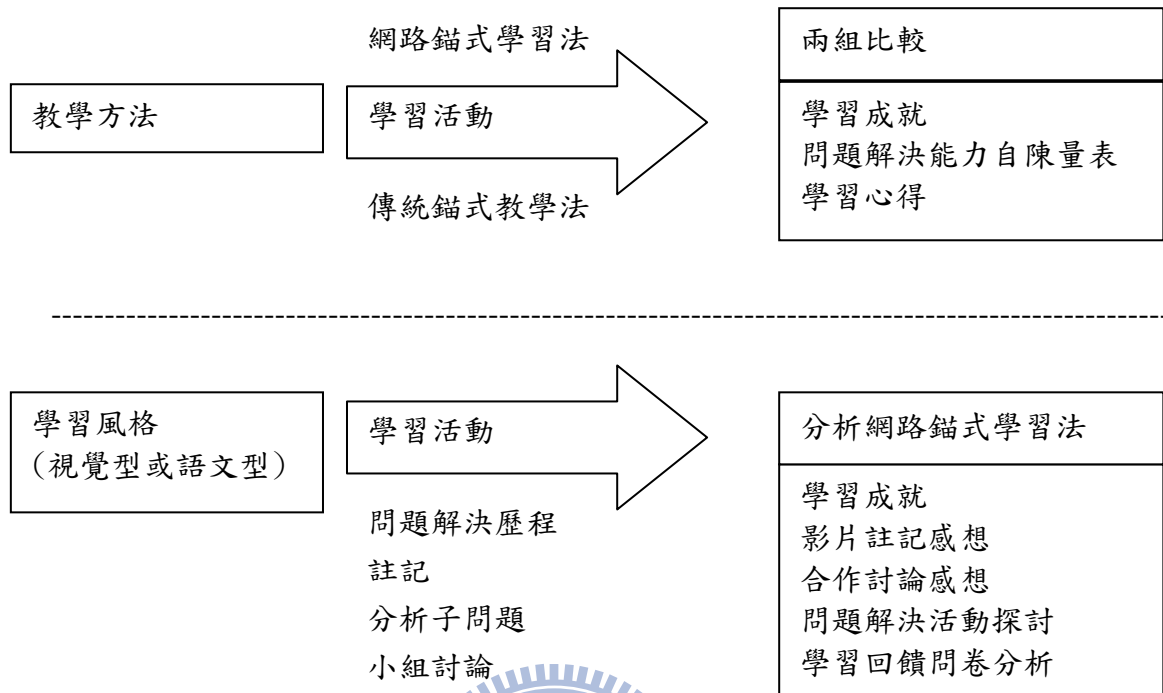 教學方法
網路錨式學習法
學習活動
傳統錨式教學法
兩組比較
學習成就
問題解決能力自陳量表
學習心得
學習風格
(視覺型或語文型)
學習活動
問題解決歷程
註記
分析子問題
小組討論
分析網路錨式學習法
學習成就
影片註記感想
合作討論感想
問題解決活動探討
學習回饋問卷分析